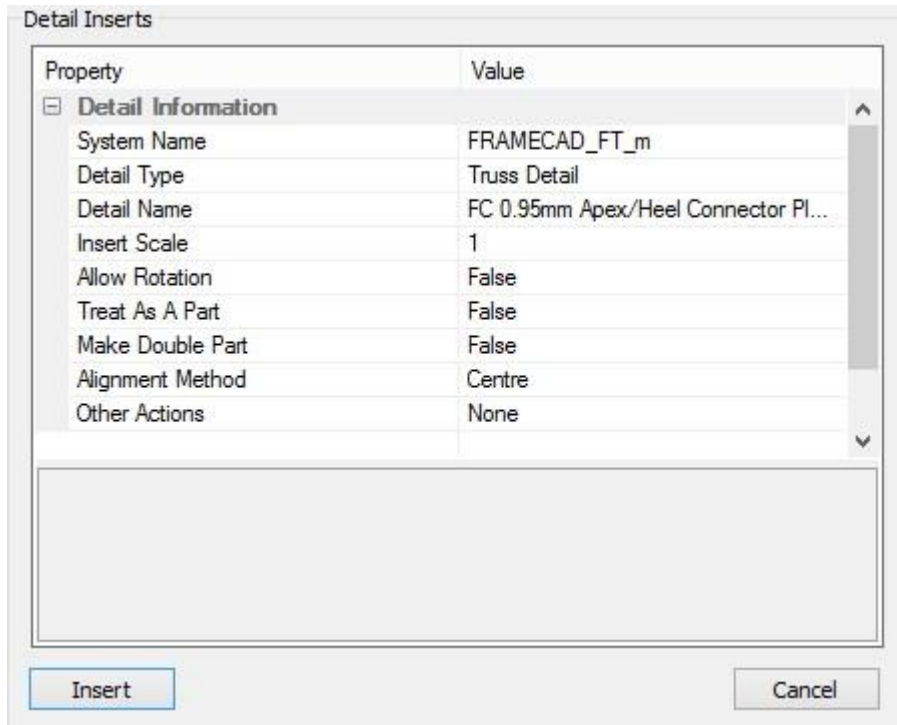 Detail Inserts
Property Value
Detail Information
System Name FRAMECAD_FT_m
Detail Type Truss Detail
Detail Name FC 0.95mm Apex/Heel Connector Pl...
Insert Scale 1
Allow Rotation False
Treat As A Part False
Make Double Part False
Alignment Method Centre
Other Actions None
Insert Cancel